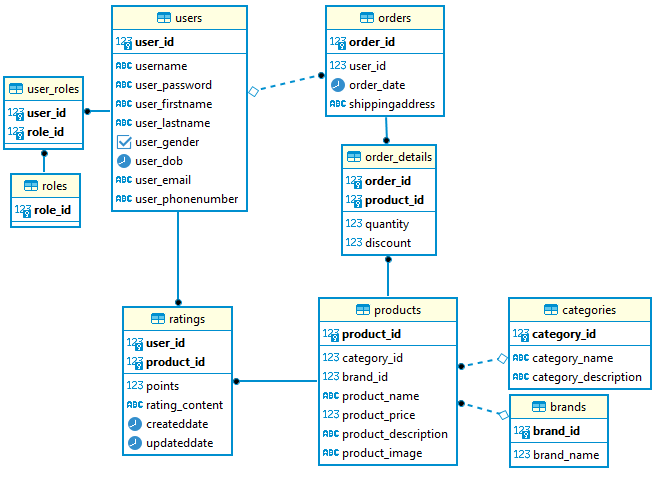 users
123 user_id
ABC username
ABC user_password
ABC user_firstname
ABC user_lastname
user_gender
user_dob
ABC user_email
ABC user_phonenumber
orders
123 order_id
123 user_id
order_date
ABC shippingaddress
user_roles
123 user_id
123 role_id
roles
123 role_id
order_details
123 order_id
123 product_id
123 quantity
123 discount
ratings
123 user_id
123 product_id
123 points
ABC rating_content
createddate
updateddate
products
123 product_id
123 category_id
123 brand_id
ABC product_name
123 product_price
ABC product_description
ABC product_image
categories
123 category_id
ABC category_name
ABC category_description
brands
123 brand_id
123 brand_name